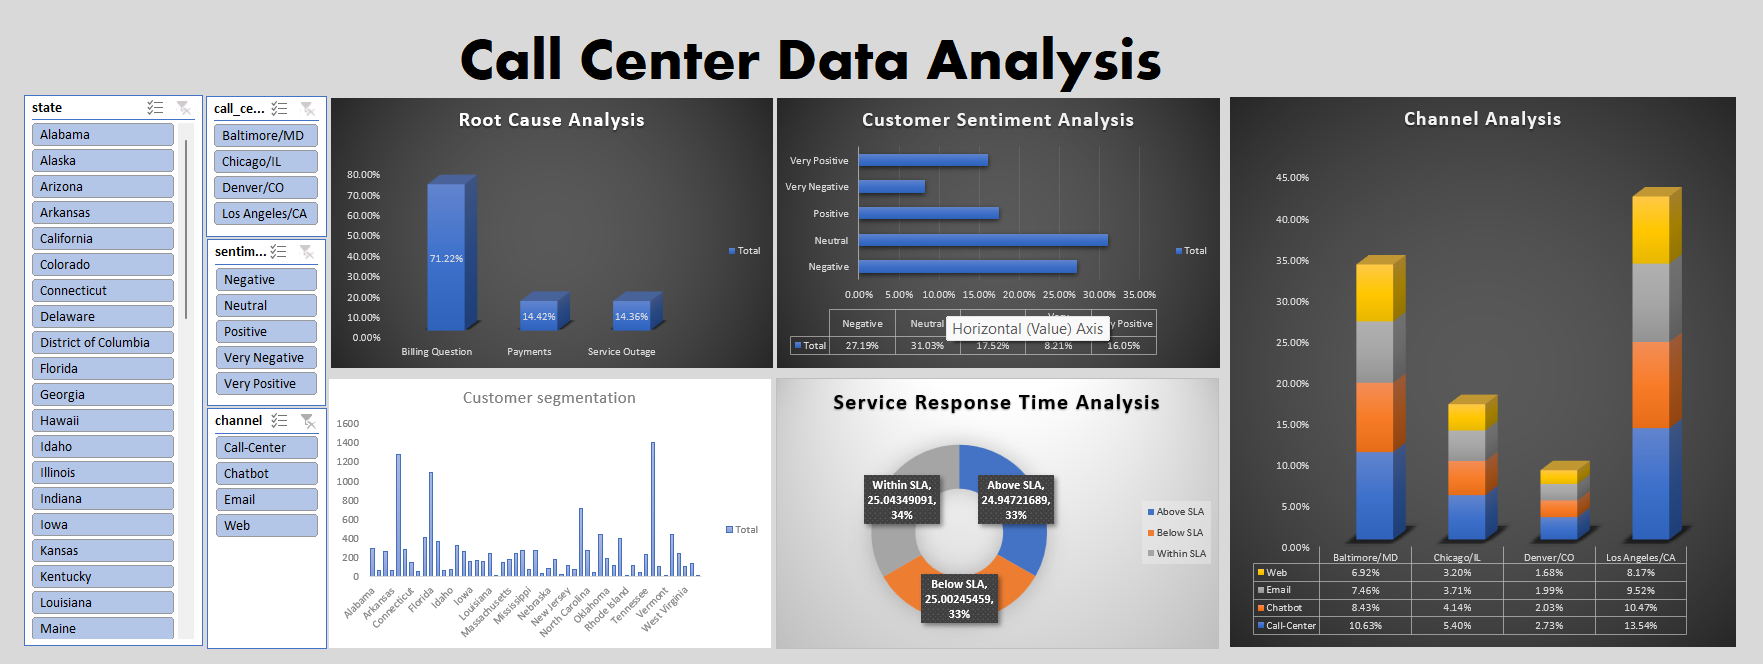 Call Center Data Analysis
state
Alabama
Alaska
Arizona
Arkansas
California
Colorado
Connecticut
Delaware
District of Columbia
Florida
Georgia
Hawaii
Idaho
Illinois
Indiana
Iowa
Kansas
Kentucky
Louisiana
Maine
call_ce...
Baltimore/MD
Chicago/IL
Denver/CO
Los Angeles/CA
sentim...
Negative
Neutral
Positive
Very Negative
Very Positive
channel
Call-Center
Chatbot
Email
Web
Root Cause Analysis
80.00%
70.00%
60.00%
50.00%
40.00%
30.00%
20.00%
10.00%
0.00%
71.22%
14.42%
14.36%
Billing Question Payments Service Outage
Total
Customer Sentiment Analysis
Very Positive
Very Negative
Positive
Neutral
Negative
0.00% 5.00% 10.00% 15.00% 20.00% 25.00% 30.00% 35.00%
Total
Negative Neutral Positive
Horizontal (Value) Axis
Total 27.19% 31.03% 17.52% 8.21% 16.05%
Customer segmentation
1600
1400
1200
1000
800
600
400
200
0
Alabama
Arkansas
Connecticut
Florida
Idaho
Iowa
Louisiana
Massachusetts
Mississippi
Nebraska
New Jersey
North Carolina
Oklahoma
Rhode Island
Tennessee
Vermont
West Virginia
Total
Service Response Time Analysis
Within SLA,
25.04349091,
34%
Above SLA,
24.94721689,
33%
Below SLA,
25.00245459,
33%
Above SLA
Below SLA
Within SLA
Channel Analysis
45.00%
40.00%
35.00%
30.00%
25.00%
20.00%
15.00%
10.00%
5.00%
0.00%
Baltimore/MD Chicago/IL Denver/CO Los Angeles/CA
Web 6.92% 3.20% 1.68% 8.17%
Email 7.46% 3.71% 1.99% 9.52%
Chatbot 8.43% 4.14% 2.03% 10.47%
Call-Center 10.63% 5.40% 2.73% 13.54%